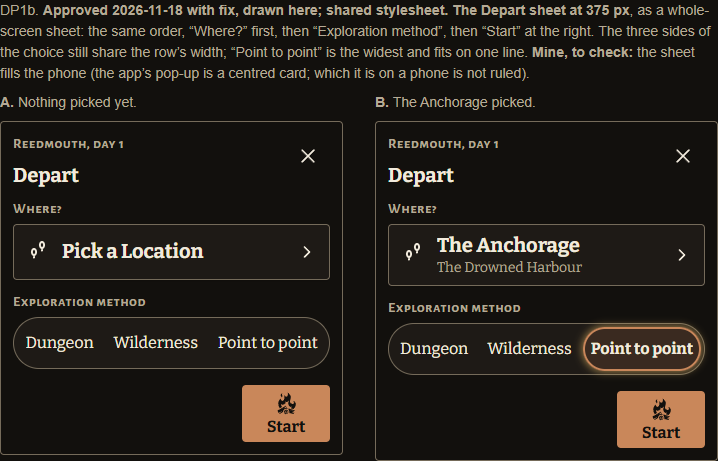 DP1b. Approved 2026-11-18 with fix, drawn here; shared stylesheet. The Depart sheet at 375 px, as a whole-
screen sheet: the same order, “Where?” first, then “Exploration method”, then “Start” at the right. The three sides of
the choice still share the row’s width; “Point to point” is the widest and fits on one line. Mine, to check: the sheet
fills the phone (the app’s pop-up is a centred card; which it is on a phone is not ruled).
A. Nothing picked yet.
Reedmouth, day 1
Depart
Where?
Pick a Location
Exploration method
Dungeon Wilderness Point to point
Start
B. The Anchorage picked.
Reedmouth, day 1
Depart
Where?
The Anchorage
The Drowned Harbour
Exploration method
Dungeon Wilderness Point to point
Start